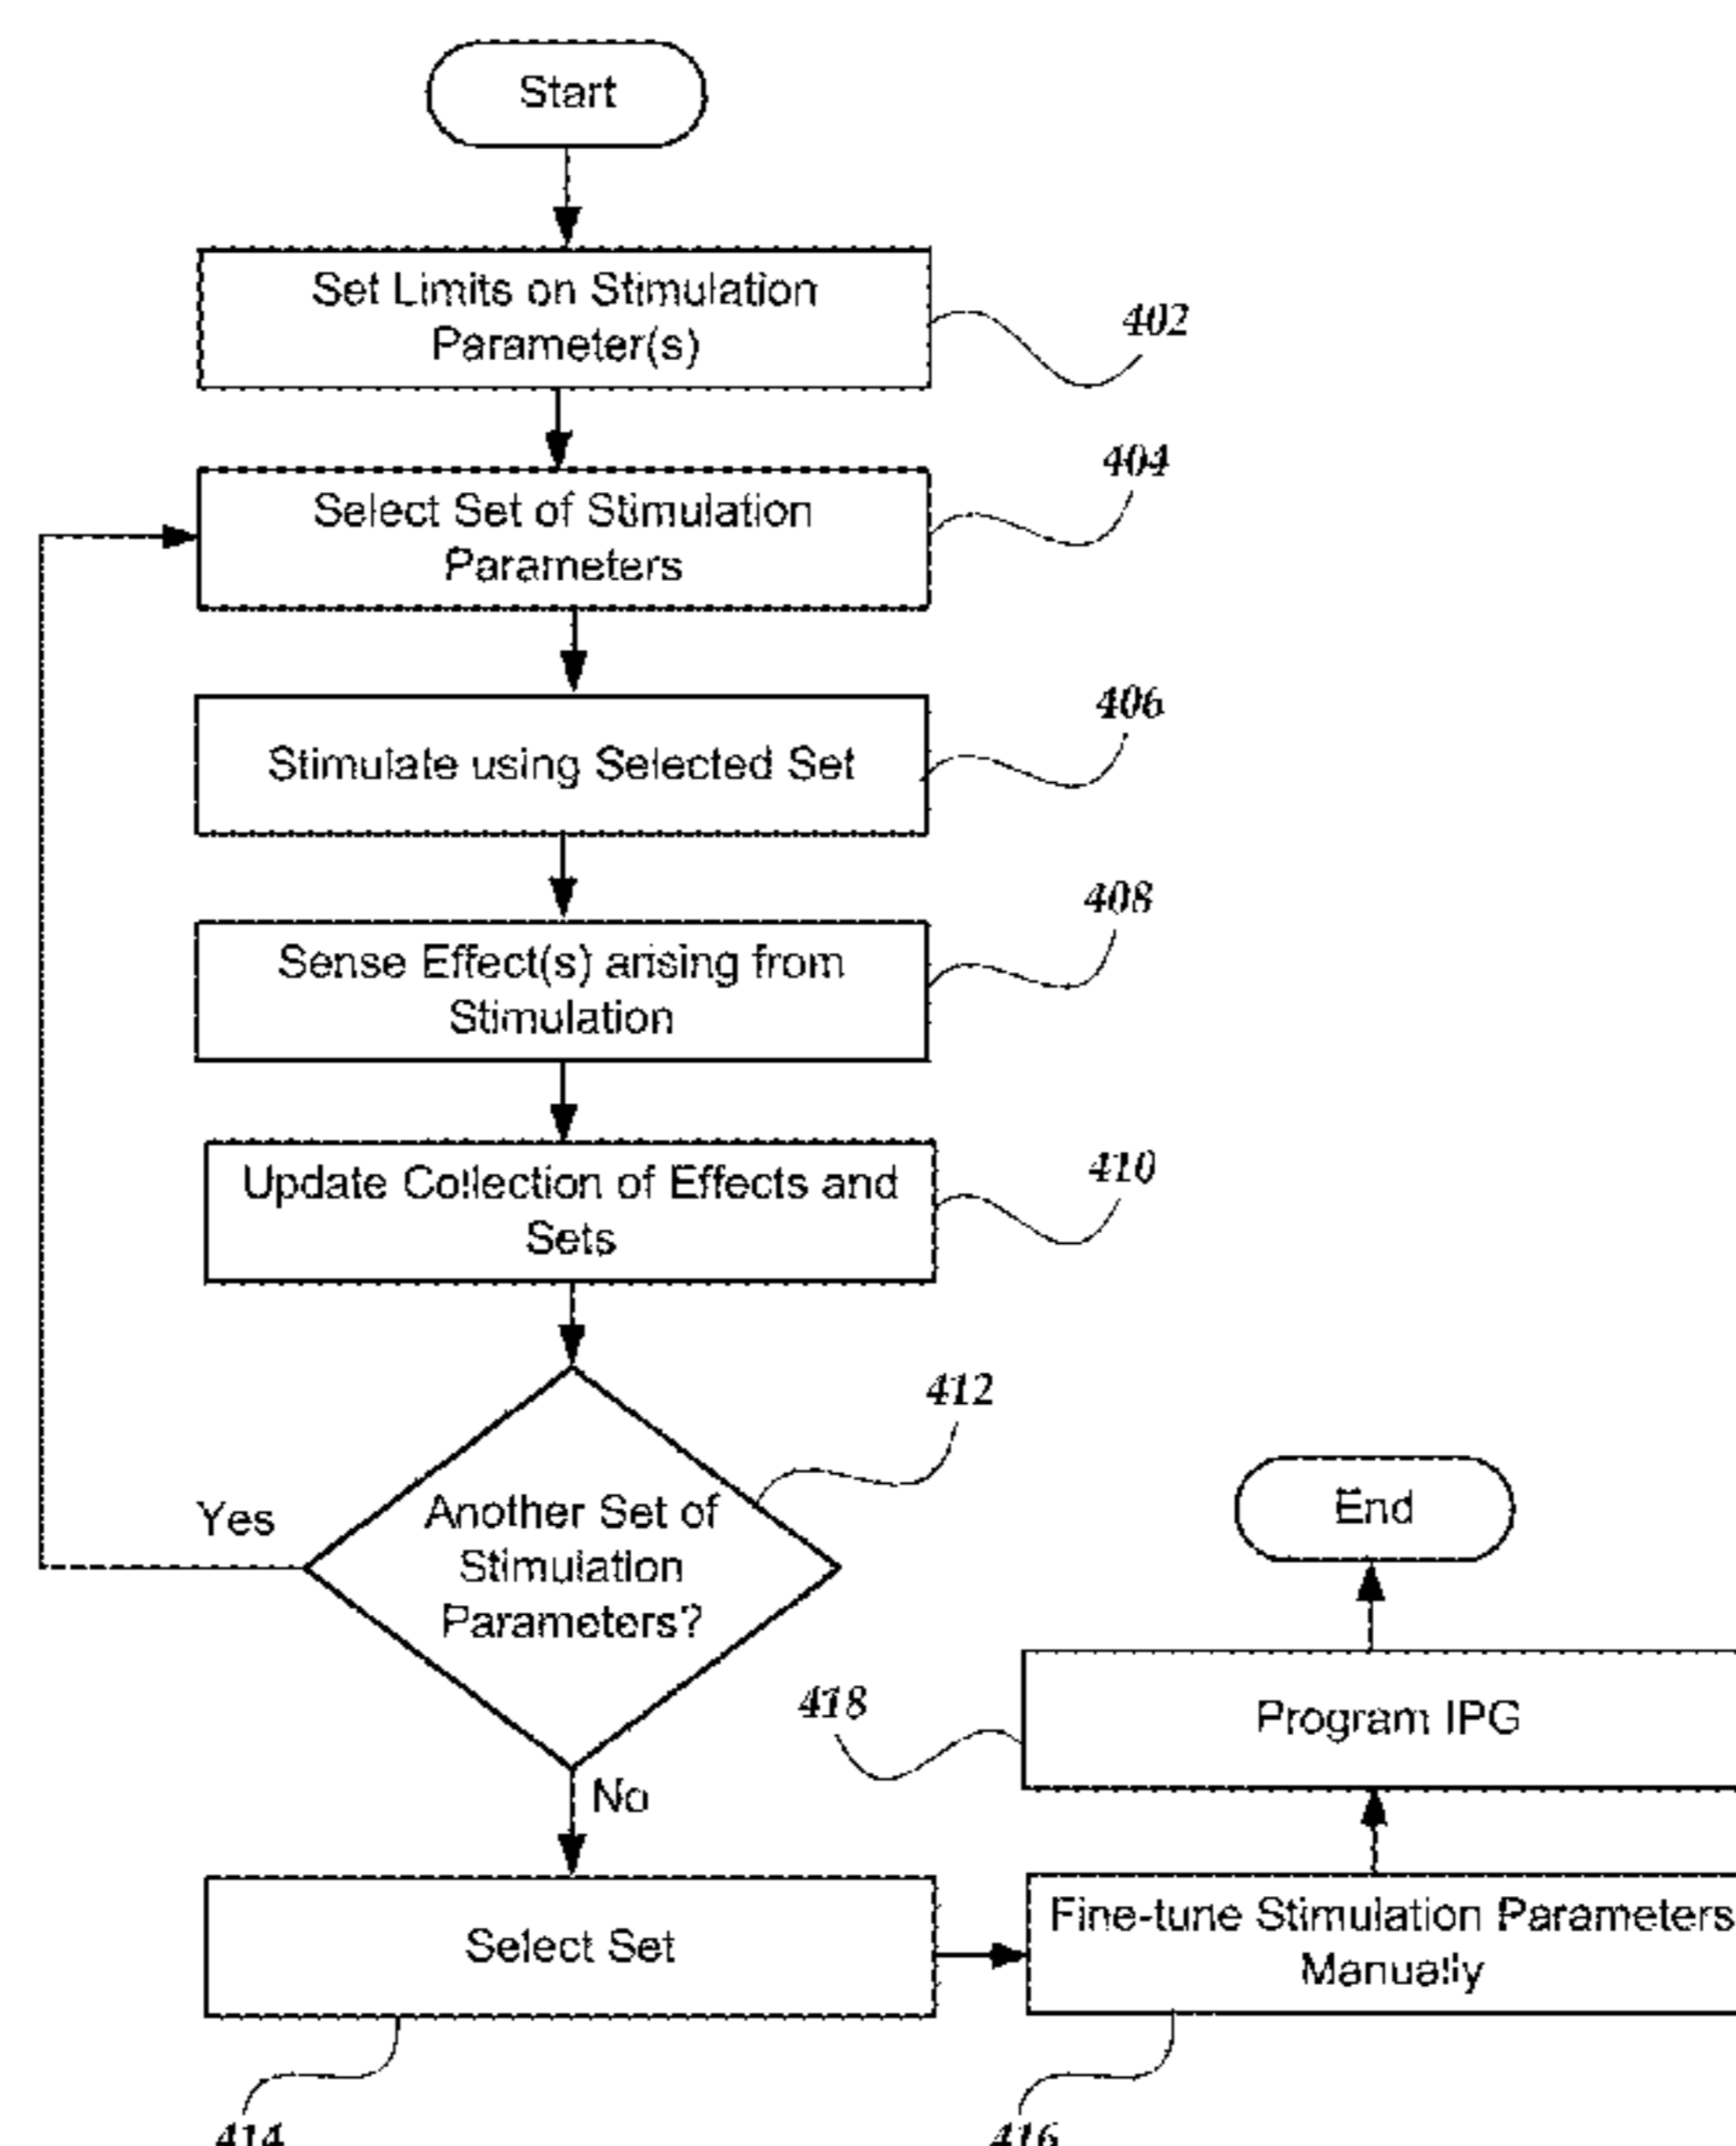 Start
Set Limits on Stimulation
Parameter(s)
402
404
Select Set of Stimulation
Parameters
406
Stimulate using Selected Set
408
Sense Effect(s) arising from
Stimulation
410
Update Collection of Effects and
Sets
412
Another Set of
Stimulation
Parameters?
Yes
No
End
418
Program IPG
Select Set
Fine-tune Stimulation Parameters
Manually
414
416